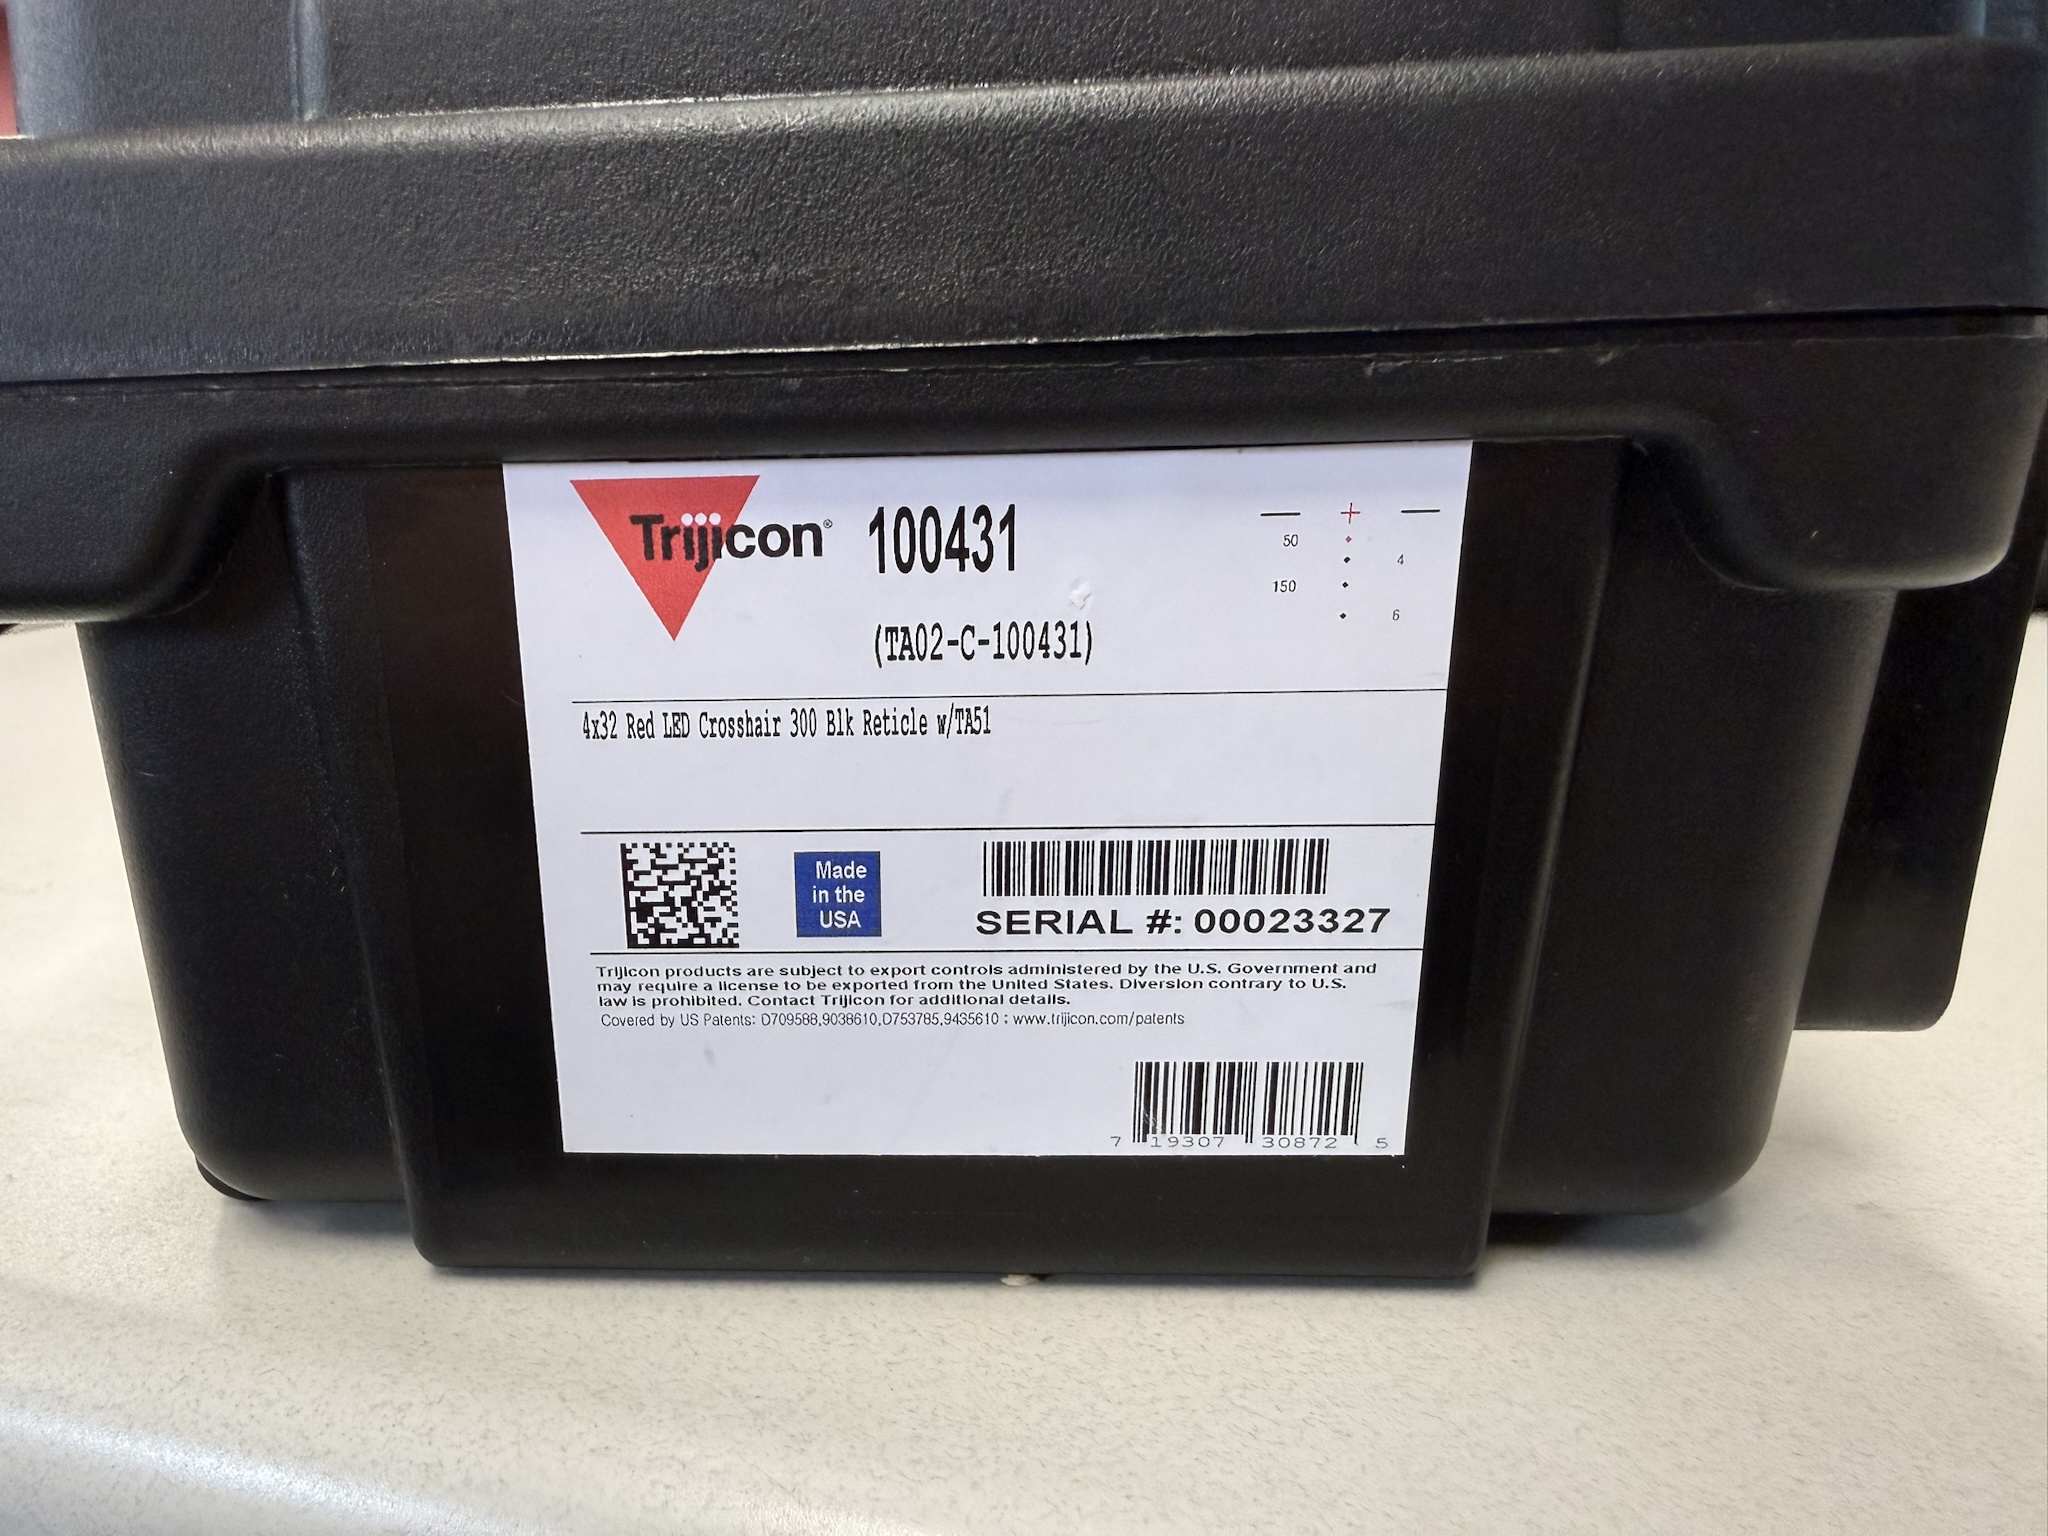 Trijicon® 100431
(TA02-C-100431)
50
4
150
6
4x32 Red LED Crosshair 300 Blk Reticle w/TA51
Made
in the
USA
SERIAL #: 00023327
Trijicon products are subject to export controls administered by the U.S. Government and
may require a license to be exported from the United States. Diversion contrary to U.S.
law is prohibited. Contact Trijicon for additional details.
Covered by US Patents: D709588,9038610,D753785,9435610 ; www.trijicon.com/patents
7 19307 30872 5